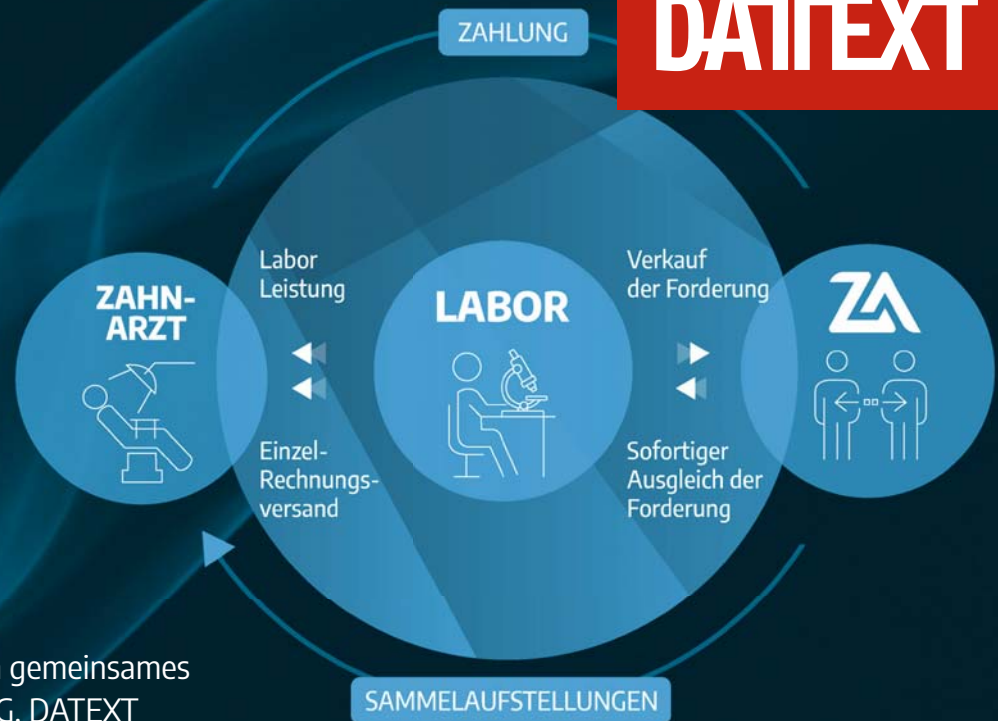 DATEXT
ZAHLUNG
ZAHN-
ARZT
Labor
Leistung
Einzel-
Rechnungs-
versand
LABOR
Verkauf
der Forderung
Sofortiger
Ausgleich der
Forderung
ZA
gemeinsames
DATEXT
SAMMELAUFSTELLUNGEN